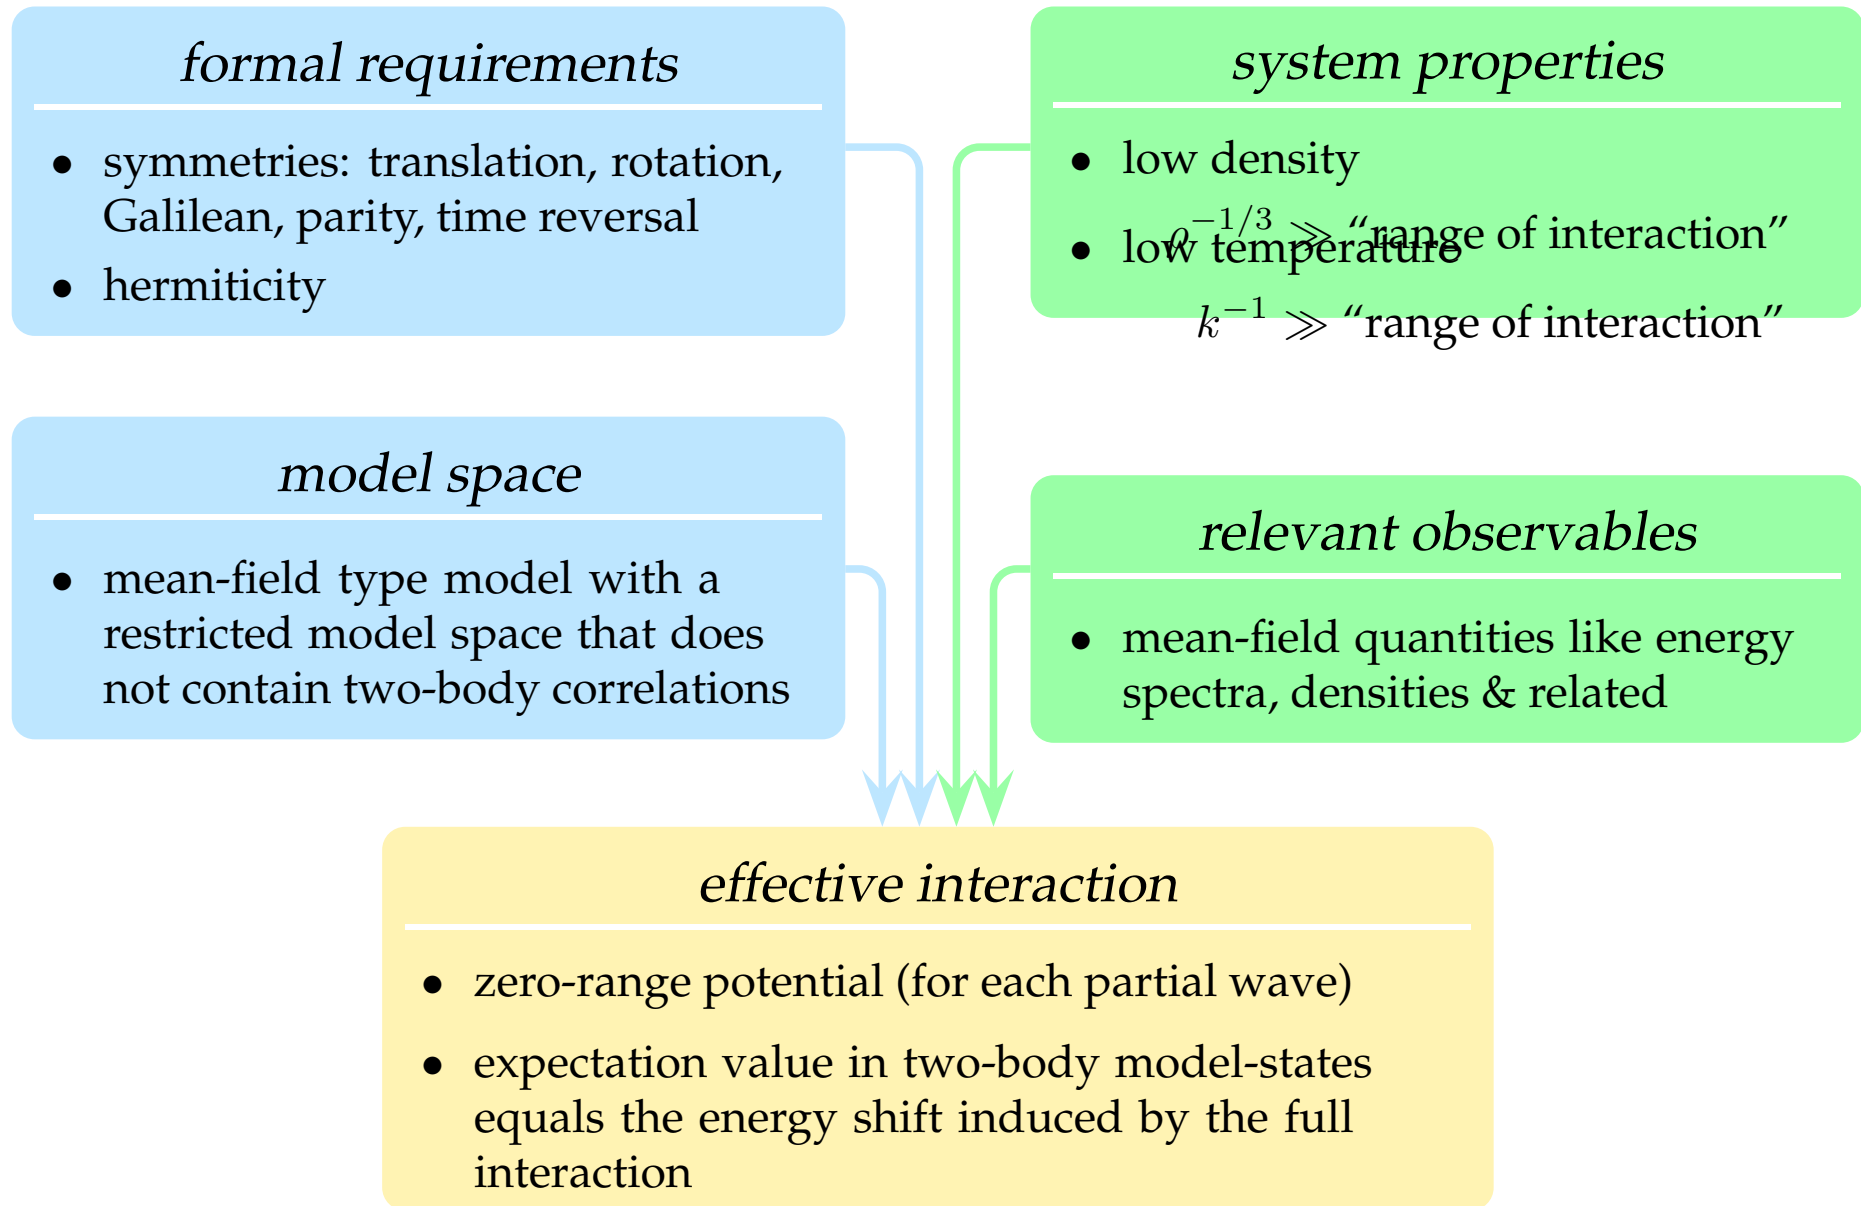 formal requirements
• symmetries: translation, rotation,
Galilean, parity, time reversal
• hermiticity
system properties
• low density
ρ^{−1/3} ≫ “range of interaction”
• low temperature
k^{−1} ≫ “range of interaction”
model space
• mean-field type model with a
restricted model space that does
not contain two-body correlations
relevant observables
• mean-field quantities like energy
spectra, densities & related
effective interaction
• zero-range potential (for each partial wave)
• expectation value in two-body model-states
equals the energy shift induced by the full
interaction